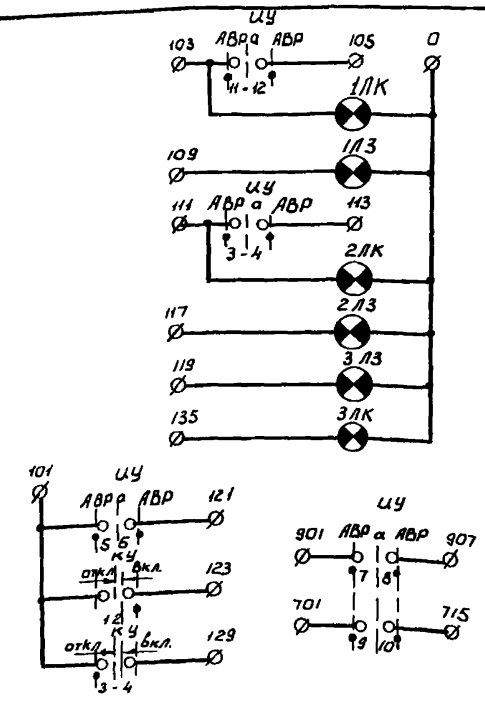 ИУ
103 АВР а АВР 105 0
11-12
1ЛК
109 1ЛЗ
ИУ
111 АВР а АВР 113
3-4
2ЛК
117 2ЛЗ
119 3ЛЗ
135 3ЛК
101 ИУ
АВР а АВР 121
5 6
КУ
откл. вкл. 123
12
КУ
откл. вкл. 129
3-4
ИУ
901 АВР а АВР 907
7 8
701 715
9 10